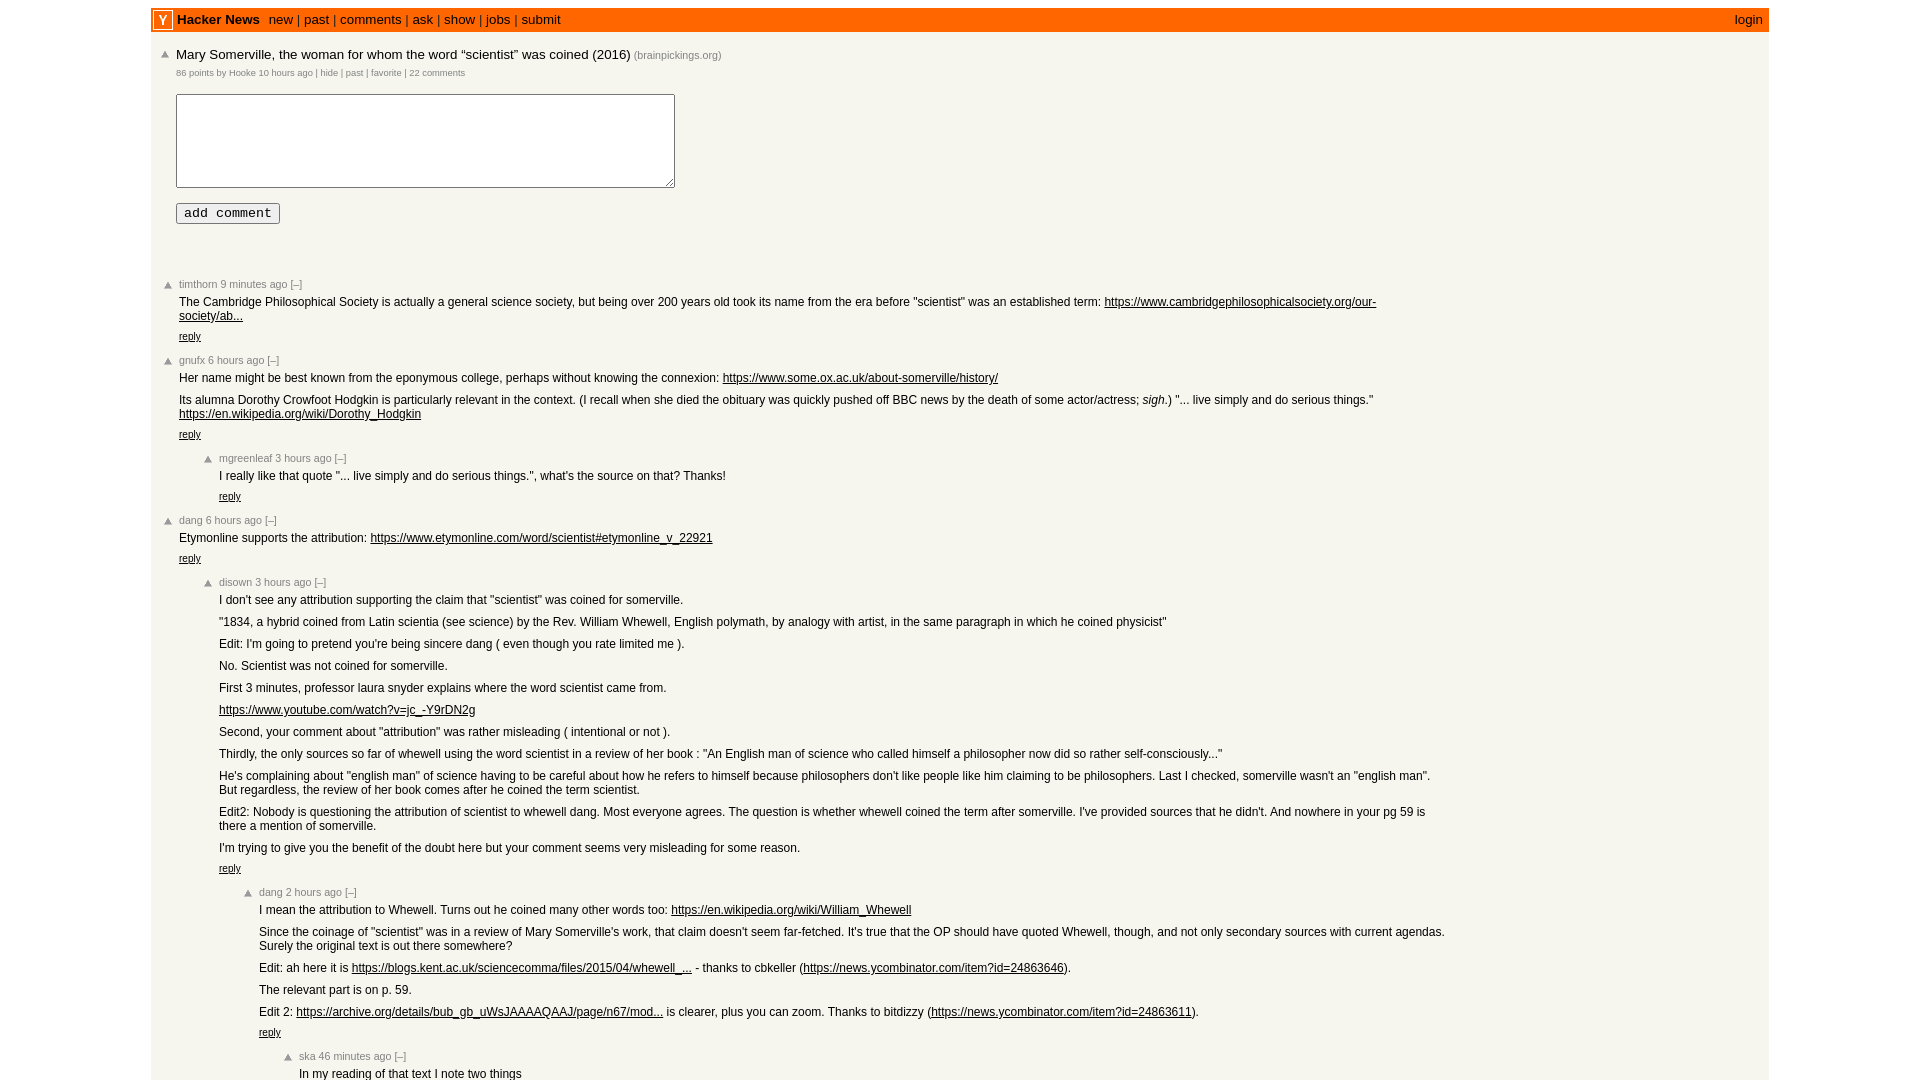 Y Hacker News new | past | comments | ask | show | jobs | submit login
Mary Somerville, the woman for whom the word “scientist” was coined (2016) (brainpickings.org)
86 points by Hooke 10 hours ago | hide | past | favorite | 22 comments
add comment
timthorn 9 minutes ago [–]
The Cambridge Philosophical Society is actually a general science society, but being over 200 years old took its name from the era before "scientist" was an established term: https://www.cambridgephilosophicalsociety.org/our-
society/ab...
reply
gnufx 6 hours ago [–]
Her name might be best known from the eponymous college, perhaps without knowing the connexion: https://www.some.ox.ac.uk/about-somerville/history/
Its alumna Dorothy Crowfoot Hodgkin is particularly relevant in the context. (I recall when she died the obituary was quickly pushed off BBC news by the death of some actor/actress; sigh.) "... live simply and do serious things."
https://en.wikipedia.org/wiki/Dorothy_Hodgkin
reply
mgreenleaf 3 hours ago [–]
I really like that quote "... live simply and do serious things.", what's the source on that? Thanks!
reply
dang 6 hours ago [–]
Etymonline supports the attribution: https://www.etymonline.com/word/scientist#etymonline_v_22921
reply
disown 3 hours ago [–]
I don't see any attribution supporting the claim that "scientist" was coined for somerville.
"1834, a hybrid coined from Latin scientia (see science) by the Rev. William Whewell, English polymath, by analogy with artist, in the same paragraph in which he coined physicist"
Edit: I'm going to pretend you're being sincere dang ( even though you rate limited me ).
No. Scientist was not coined for somerville.
First 3 minutes, professor laura snyder explains where the word scientist came from.
https://www.youtube.com/watch?v=jc_-Y9rDN2g
Second, your comment about "attribution" was rather misleading ( intentional or not ).
Thirdly, the only sources so far of whewell using the word scientist in a review of her book : "An English man of science who called himself a philosopher now did so rather self-consciously..."
He's complaining about "english man" of science having to be careful about how he refers to himself because philosophers don't like people like him claiming to be philosophers. Last I checked, somerville wasn't an "english man".
But regardless, the review of her book comes after he coined the term scientist.
Edit2: Nobody is questioning the attribution of scientist to whewell dang. Most everyone agrees. The question is whether whewell coined the term after somerville. I've provided sources that he didn't. And nowhere in your pg 59 is
there a mention of somerville.
I'm trying to give you the benefit of the doubt here but your comment seems very misleading for some reason.
reply
dang 2 hours ago [–]
I mean the attribution to Whewell. Turns out he coined many other words too: https://en.wikipedia.org/wiki/William_Whewell
Since the coinage of "scientist" was in a review of Mary Somerville's work, that claim doesn't seem far-fetched. It's true that the OP should have quoted Whewell, though, and not only secondary sources with current agendas.
Surely the original text is out there somewhere?
Edit: ah here it is https://blogs.kent.ac.uk/sciencecomma/files/2015/04/whewell_... - thanks to cbkeller (https://news.ycombinator.com/item?id=24863646).
The relevant part is on p. 59.
Edit 2: https://archive.org/details/bub_gb_uWsJAAAAQAAJ/page/n67/mod... is clearer, plus you can zoom. Thanks to bitdizzy (https://news.ycombinator.com/item?id=24863611).
reply
ska 46 minutes ago [–]
In my reading of that text I note two things